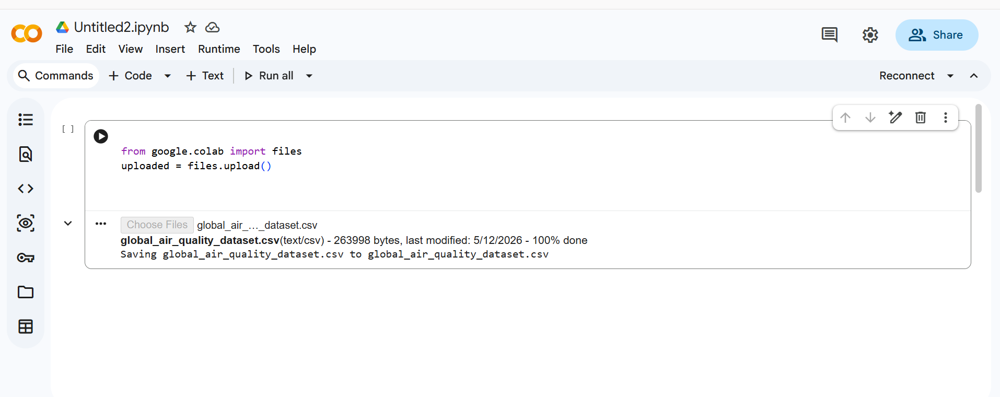 Untitled2.ipynb
File Edit View Insert Runtime Tools Help
Share
Commands + Code + Text Run all
Reconnect
[ ]
from google.colab import files
uploaded = files.upload()
Choose Files global_air_..._dataset.csv
global_air_quality_dataset.csv(text/csv) - 263998 bytes, last modified: 5/12/2026 - 100% done
Saving global_air_quality_dataset.csv to global_air_quality_dataset.csv